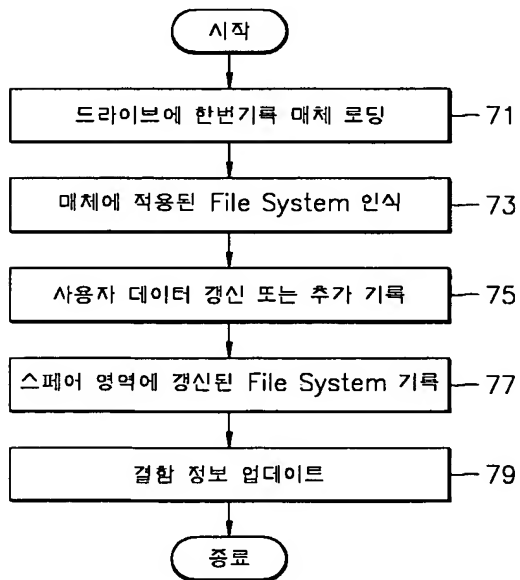 시작
드라이브에 한번기록 매체 로딩
71
매체에 적용된 File System 인식
73
사용자 데이터 갱신 또는 추가 기록
75
스페어 영역에 갱신된 File System 기록
77
결함 정보 업데이트
79
종료